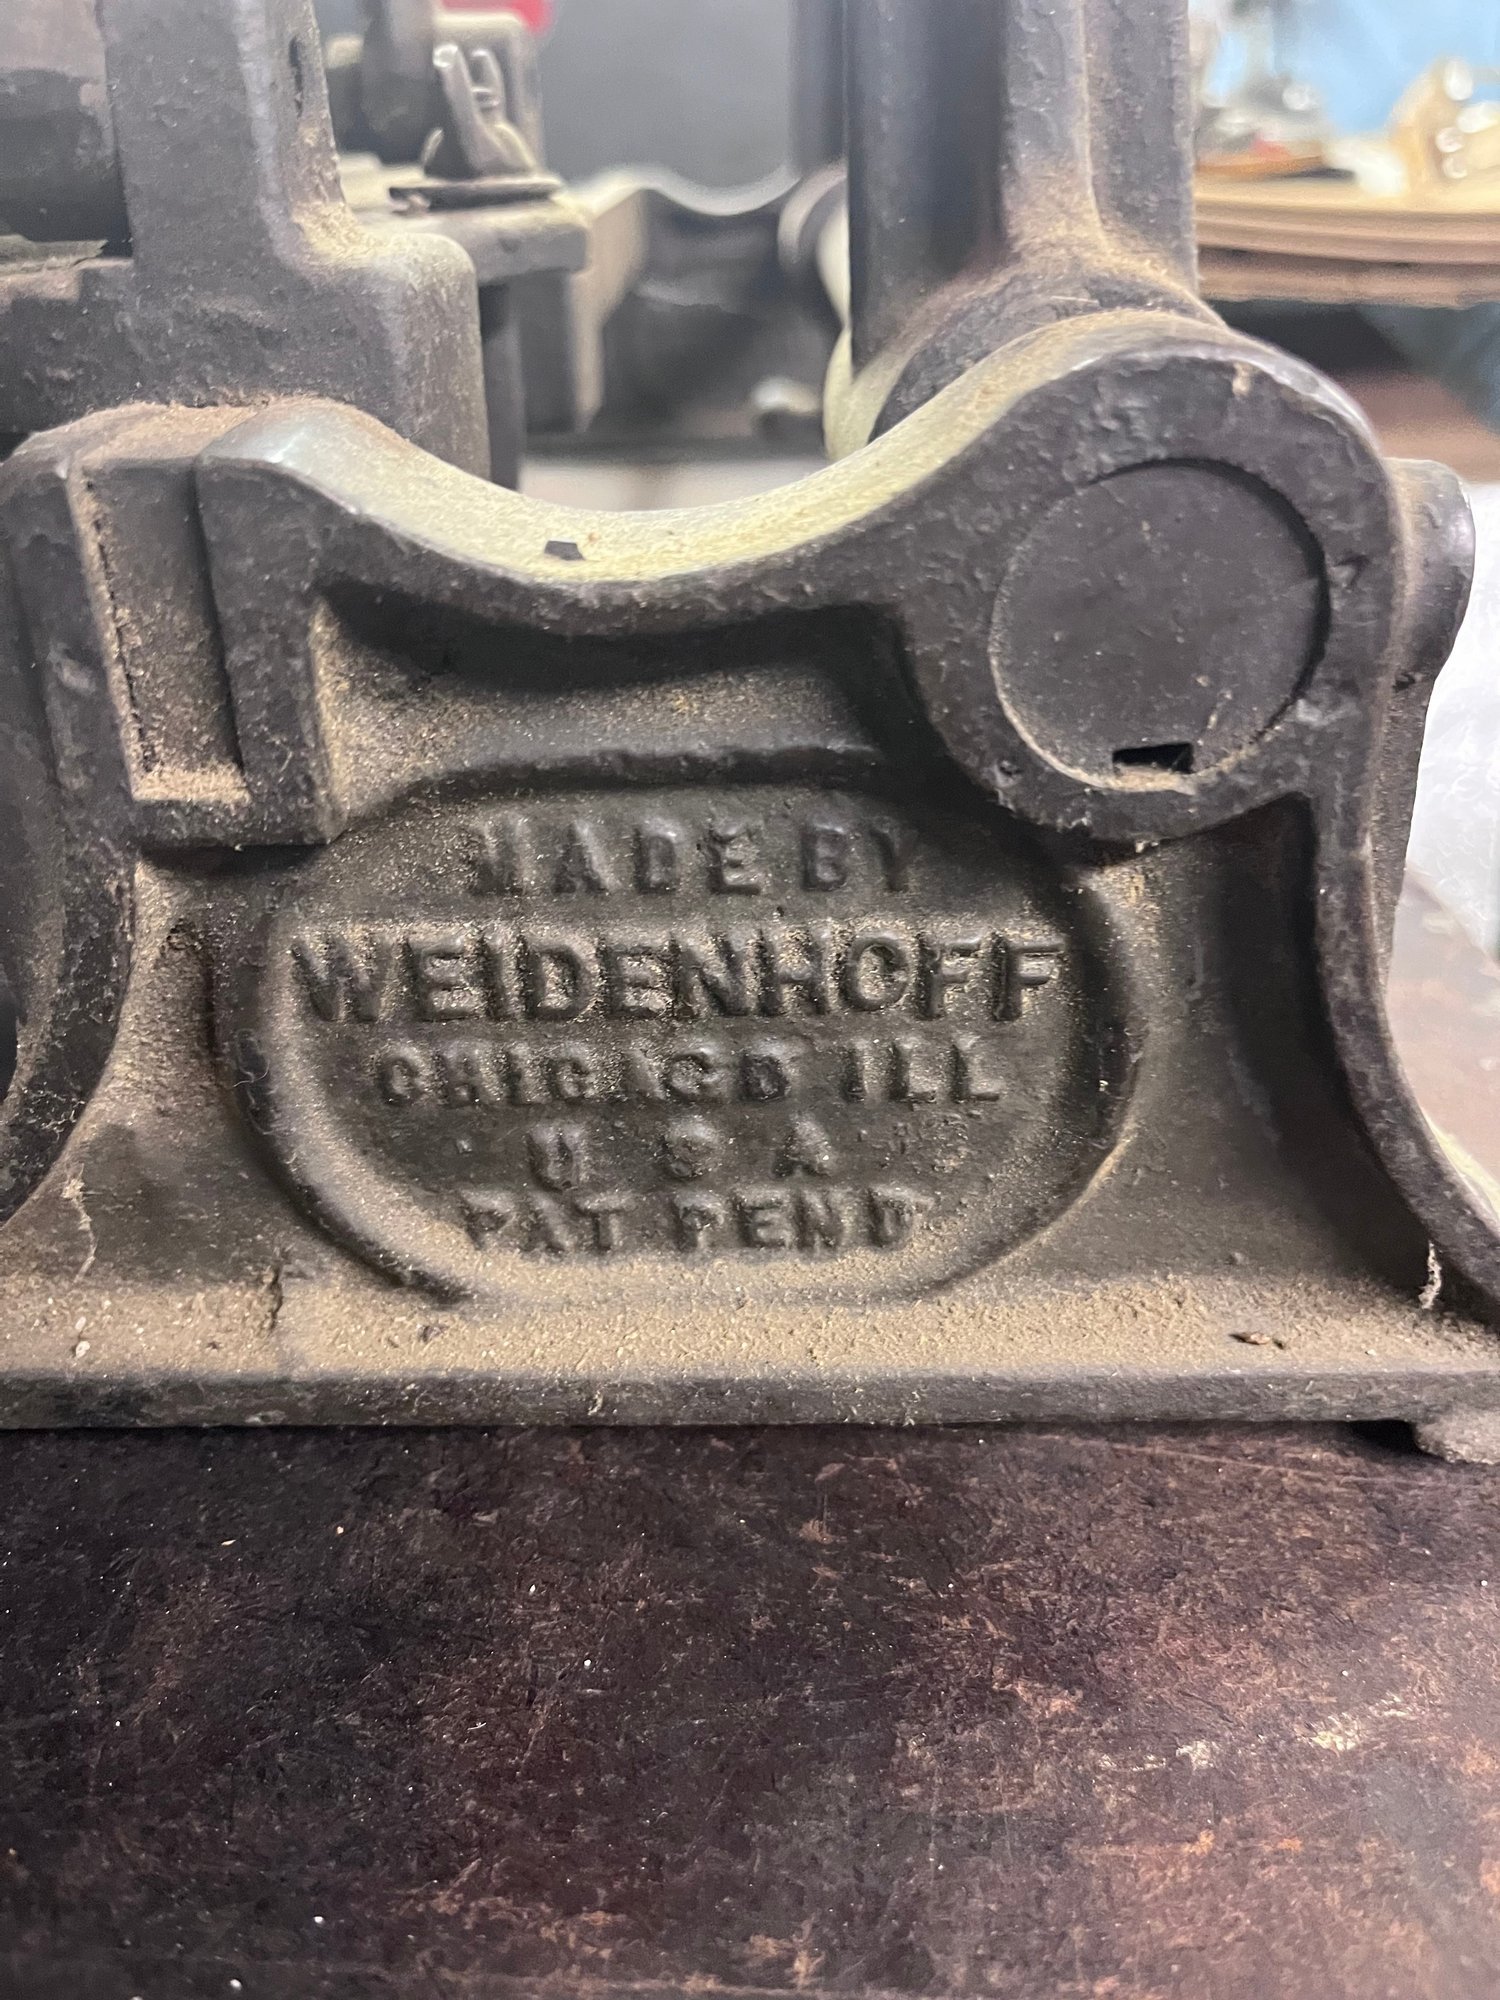 MADE BY
WEIDENHOFF
CHICAGO ILL
U S A
PAT PEND